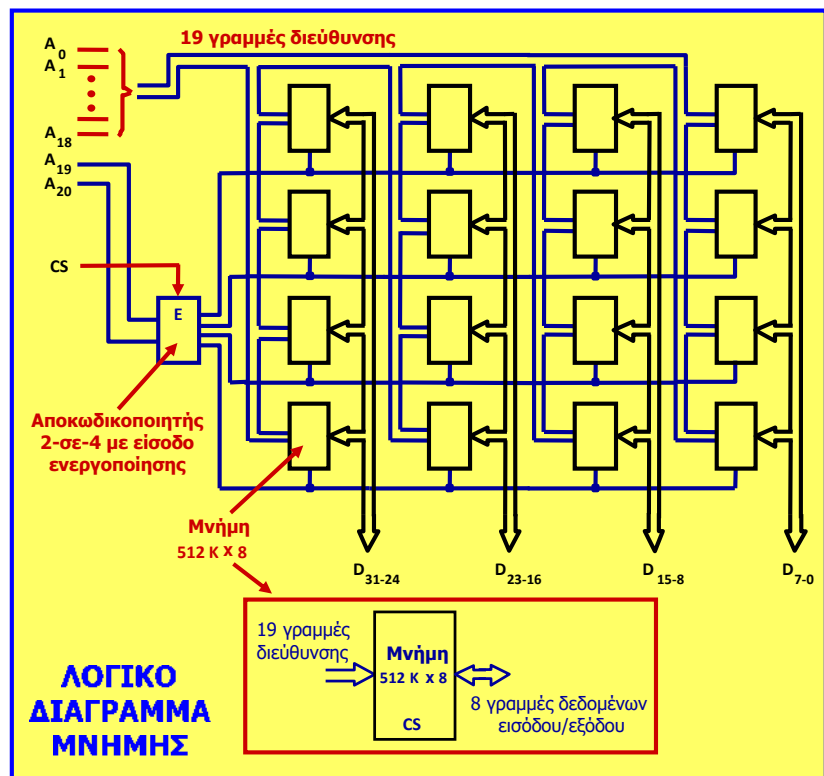 19 γραμμές διεύθυνσης
A0
A1
A18
A19
A20
CS
E
Αποκωδικοποιητής
2-σε-4 με είσοδο
ενεργοποίησης
Μνήμη
512 K x 8
D31-24
D23-16
D15-8
D7-0
19 γραμμές
διεύθυνσης
Μνήμη
512 K x 8
CS
8 γραμμές δεδομένων
εισόδου/εξόδου
ΛΟΓΙΚΟ
ΔΙΑΓΡΑΜΜΑ
ΜΝΗΜΗΣ